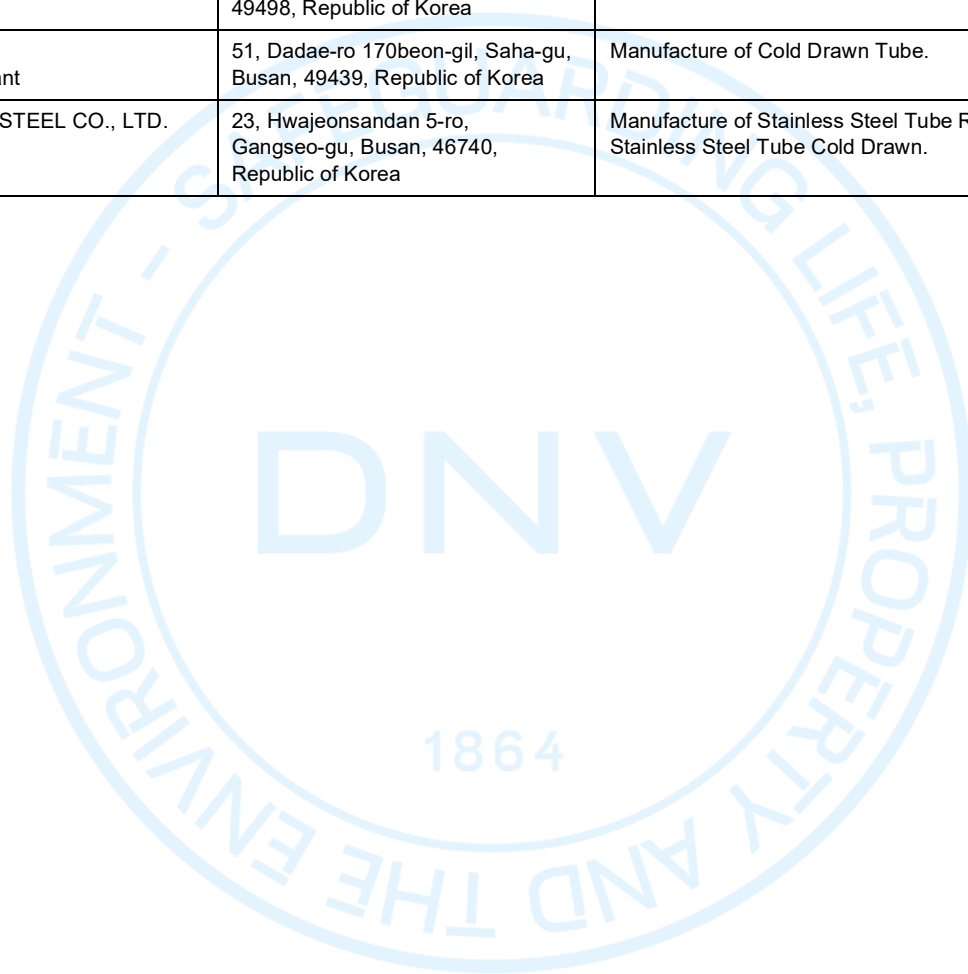 49498, Republic of Korea
51, Dadae-ro 170beon-gil, Saha-gu,
Busan, 49439, Republic of Korea
Manufacture of Cold Drawn Tube.
ant
STEEL CO., LTD.
23, Hwajeonsandan 5-ro,
Gangseo-gu, Busan, 46740,
Republic of Korea
Manufacture of Stainless Steel Tube R
Stainless Steel Tube Cold Drawn.
SAFEGUARDING LIFE, PROPERTY AND THE ENVIRONMENT -
DNV
1864